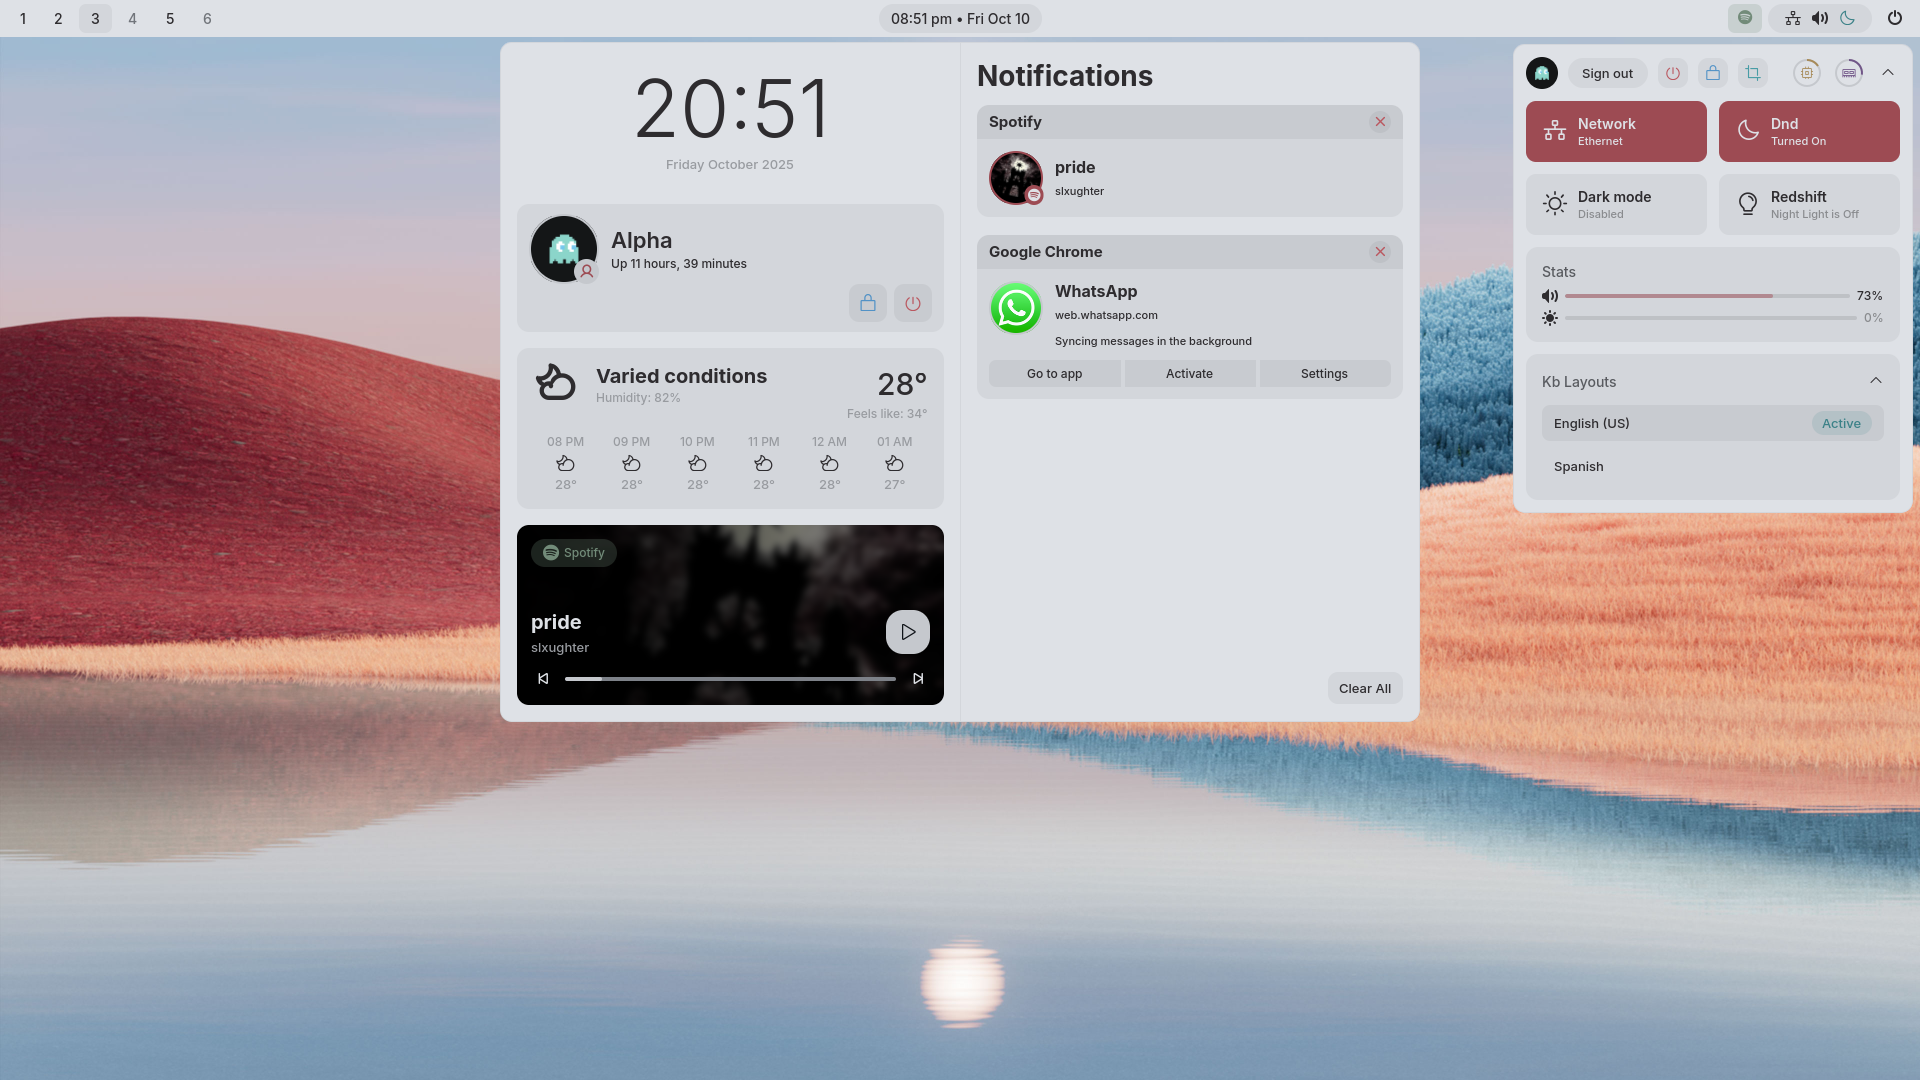 1 2 3 4 5 6
08:51 pm • Fri Oct 10
20:51
Friday October 2025
Alpha
Up 11 hours, 39 minutes
Varied conditions
Humidity: 82%
28°
Feels like: 34°
08 PM 09 PM 10 PM 11 PM 12 AM 01 AM
28° 28° 28° 28° 28° 27°
Spotify
pride
slxughter
Notifications
Spotify
pride
slxughter
Google Chrome
WhatsApp
web.whatsapp.com
Syncing messages in the background
Go to app Activate Settings
Clear All
Sign out
Network
Ethernet
Dnd
Turned On
Dark mode
Disabled
Redshift
Night Light is Off
Stats
73%
0%
Kb Layouts
English (US) Active
Spanish